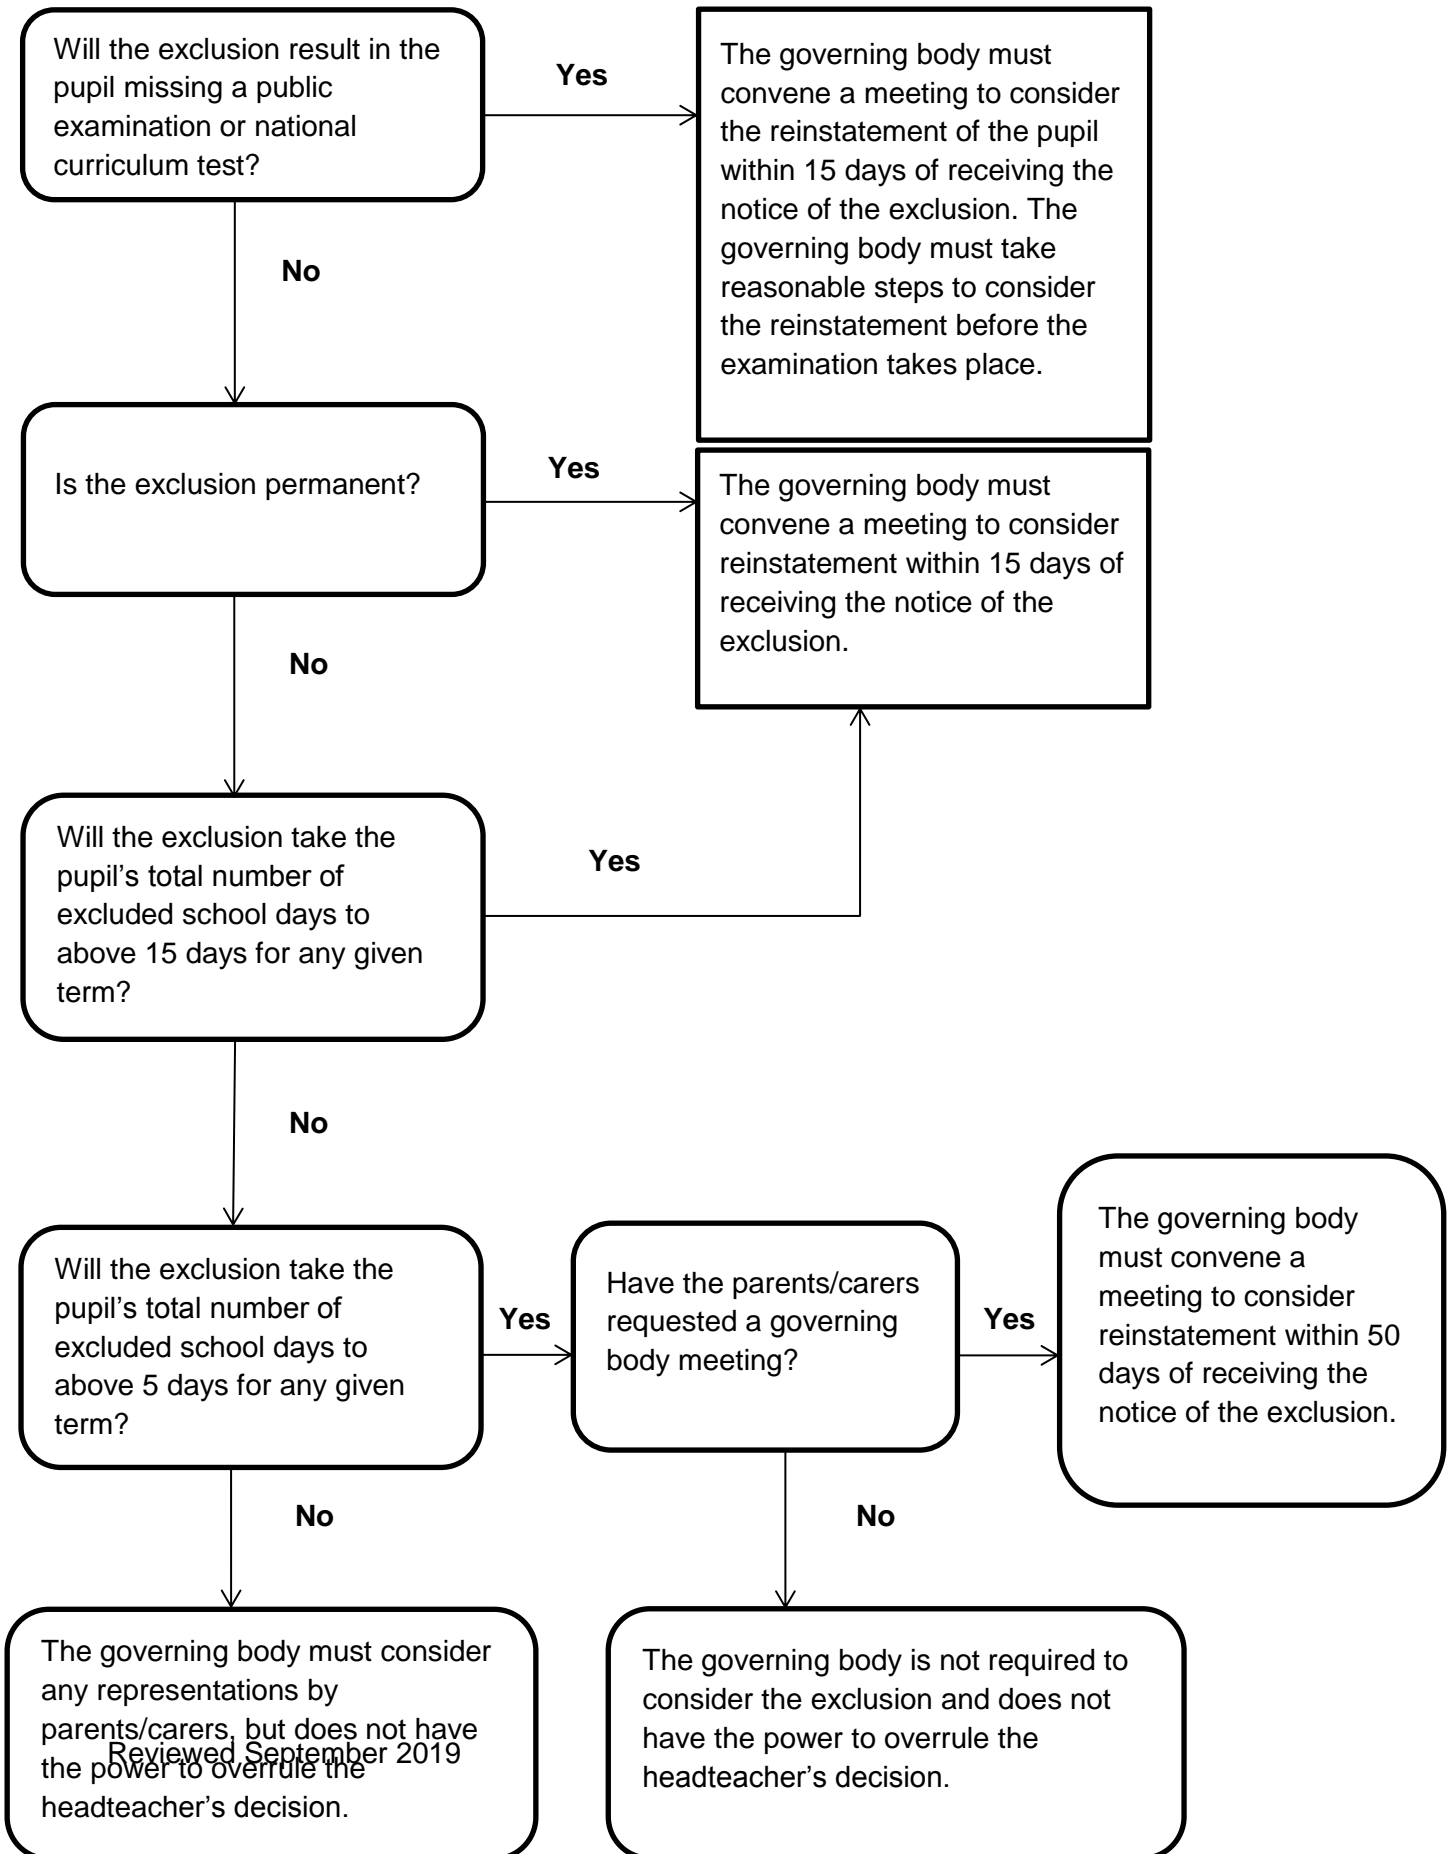 Will the exclusion result in the
pupil missing a public
examination or national
curriculum test?
Yes
The governing body must
convene a meeting to consider
the reinstatement of the pupil
within 15 days of receiving the
notice of the exclusion. The
governing body must take
reasonable steps to consider
the reinstatement before the
examination takes place.
No
Is the exclusion permanent?
Yes
The governing body must
convene a meeting to consider
reinstatement within 15 days of
receiving the notice of the
exclusion.
No
Will the exclusion take the
pupil’s total number of
excluded school days to
above 15 days for any given
term?
Yes
No
Will the exclusion take the
pupil’s total number of
excluded school days to
above 5 days for any given
term?
Yes
Have the parents/carers
requested a governing
body meeting?
Yes
The governing body
must convene a
meeting to consider
reinstatement within 50
days of receiving the
notice of the exclusion.
No
No
The governing body must consider
any representations by
parents/carers, but does not have
the power to overrule the
headteacher’s decision.
Reviewed September 2019
The governing body is not required to
consider the exclusion and does not
have the power to overrule the
headteacher’s decision.